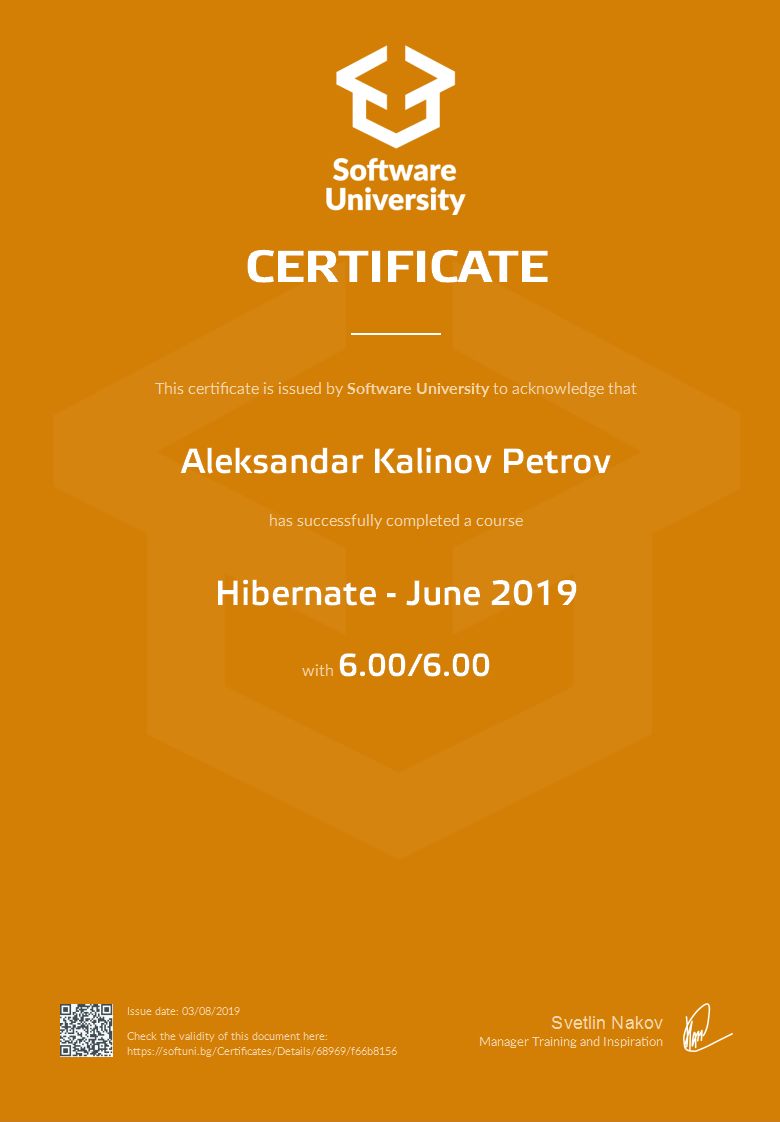 Software
University
CERTIFICATE
This certificate is issued by Software University to acknowledge that
Aleksandar Kalinov Petrov
has successfully completed a course
Hibernate - June 2019
with 6.00/6.00
Issue date: 03/08/2019
Check the validity of this document here:
https://softuni.bg/Certificates/Details/68969/f66b8156
Svetlin Nakov
Manager Training and Inspiration